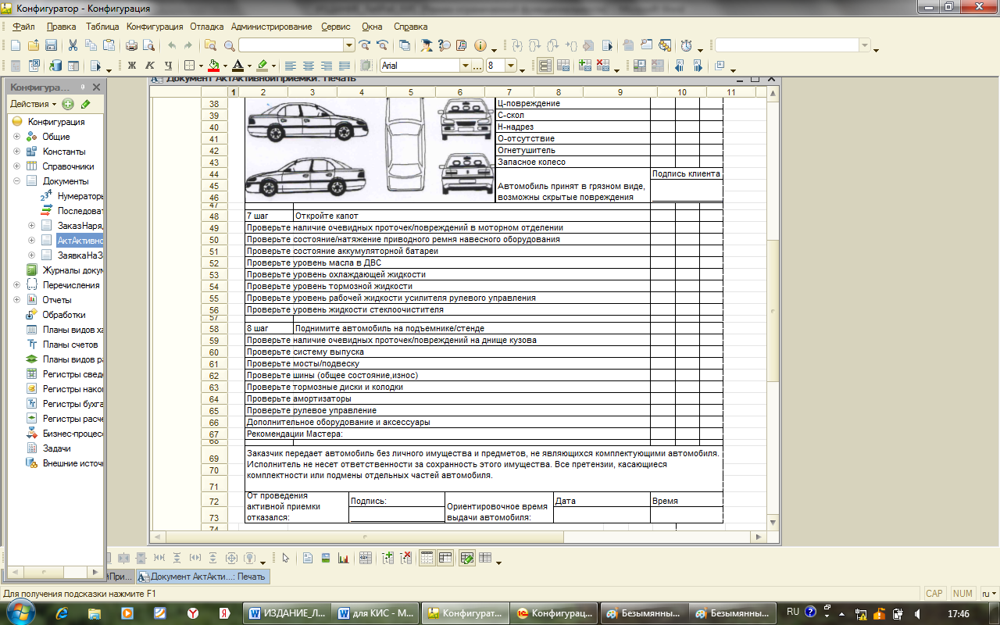 Конфигуратор - Конфигурация
Файл Правка Таблица Конфигурация Отладка Администрирование Сервис Окна Справка
Ж К Ч А Arial 8
Конфигура...
Действия
Конфигурация
Общие
Константы
Справочники
Документы
Нумераторы
Последоват
ЗаказНаряд
АктАктивно
ЗаявкаНаЗ
Журналы докум
Перечисления
Отчеты
Обработки
Планы видов ха
Планы счетов
Планы видов ра
Регистры сведе
Регистры накоп
Регистры бухга
Регистры расче
Бизнес-процесс
Задачи
Внешние источн
Документ АктАктивнойПриемки: Печать
1 2 3 4 5 6 7 8 9 10 11
38 Ц-повреждение
39 С-скол
40 Н-надрез
41 О-отсутствие
42 Огнетушитель
43 Запасное колесо
44 Подпись клиента
45 Автомобиль принят в грязном виде,
46 возможны скрытые повреждения
47
48 7 шаг Откройте капот
49 Проверьте наличие очевидных проточек/повреждений в моторном отделении
50 Проверьте состояние/натяжение приводного ремня навесного оборудования
51 Проверьте состояние аккумуляторной батареи
52 Проверьте уровень масла в ДВС
53 Проверьте уровень охлаждающей жидкости
54 Проверьте уровень тормозной жидкости
55 Проверьте уровень рабочей жидкости усилителя рулевого управления
56 Проверьте уровень жидкости стеклоочистителя
57
58 8 шаг Поднимите автомобиль на подъемнике/стенде
59 Проверьте наличие очевидных проточек/повреждений на днище кузова
60 Проверьте систему выпуска
61 Проверьте мосты/подвеску
62 Проверьте шины (общее состояние,износ)
63 Проверьте тормозные диски и колодки
64 Проверьте амортизаторы
65 Проверьте рулевое управление
66 Дополнительное оборудование и аксессуары
67 Рекомендации Мастера:
68
69 Заказчик передает автомобиль без личного имущества и предметов, не являющихся комплектующими автомобиля.
70 Исполнитель не несет ответственности за сохранность этого имущества. Все претензии, касающиеся
71 комплектности или подмены отдельных частей автомобиля.
72 От проведения активной приемки отказался: Подпись: Ориентировочное время выдачи автомобиля: Дата Время
73
74
йПри... Документ АктАкти...: Печать
Для получения подсказки нажмите F1 CAP NUM ru
ИЗДАНИЕ_Л... для КИС - М... Конфигурат... Конфигурац... Безымянны... Безымянны... RU 17:46